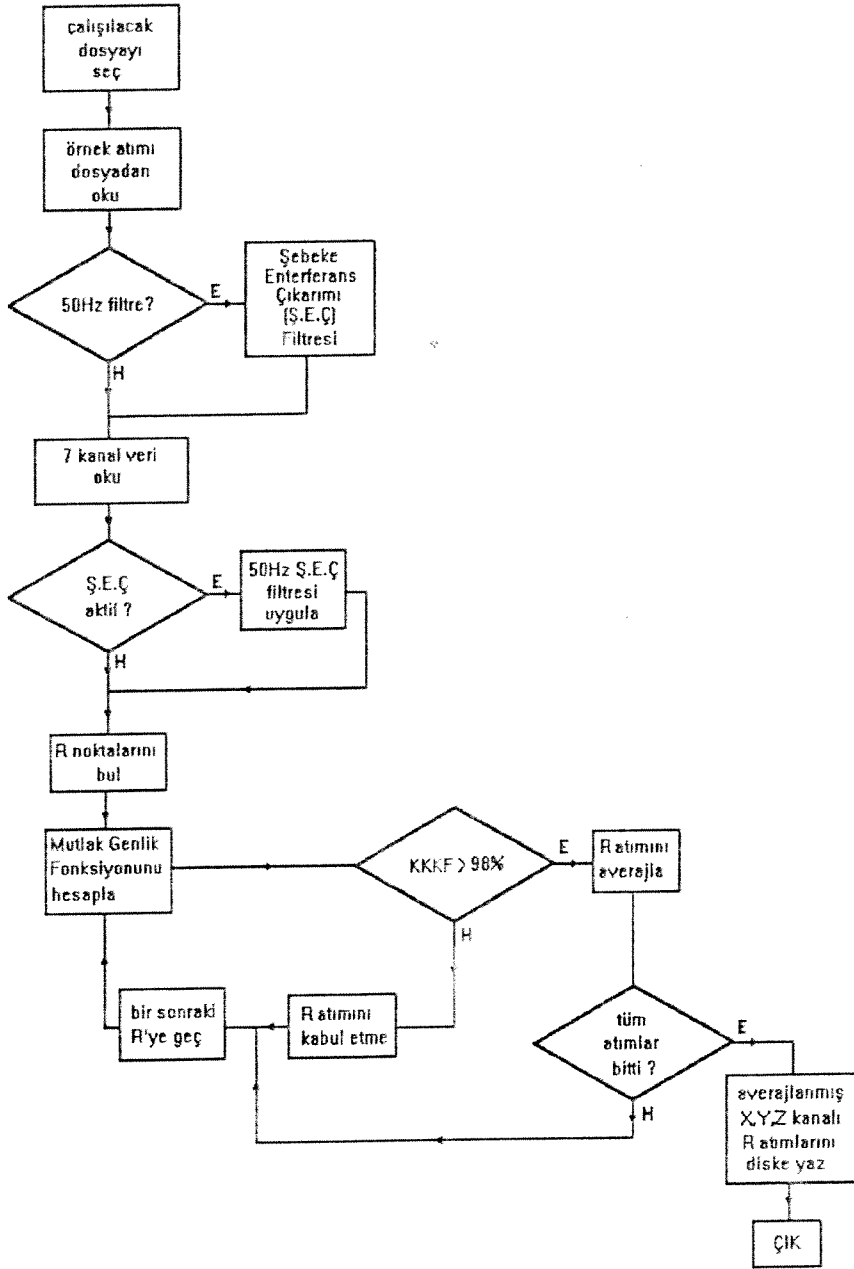 çalışılacak
dosyayı
seç
örnek atımı
dosyadan
oku
50Hz filtre?
E
H
Şebeke
Enterferans
Çıkarımı
(Ş.E.Ç)
Filtresi
7 kanal veri
oku
Ş.E.Ç
aktif ?
E
H
50Hz Ş.E.Ç
filtresi
uygula
R noktalarını
bul
Mutlak Genlik
Fonksiyonunu
hesapla
KKKF > 98%
E
H
R atımını
averajla
bir sonraki
R'ye geç
R atımını
kabul etme
tüm
atımlar
bitti ?
E
H
averajlanmış
X,Y,Z kanalı
R atımlarını
diske yaz
ÇIK